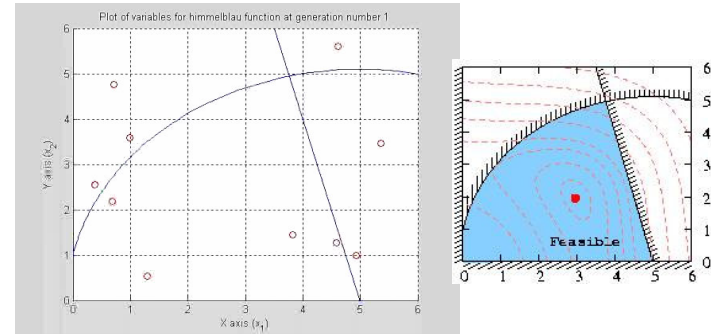 Plot of variables for himmelblau function at generation number 1
6
5
4
3
2
1
0
Y axis (x2)
0 1 2 3 4 5 6
X axis (x1)
6
5
4
3
2
1
0
Feasible
0 1 2 3 4 5 6